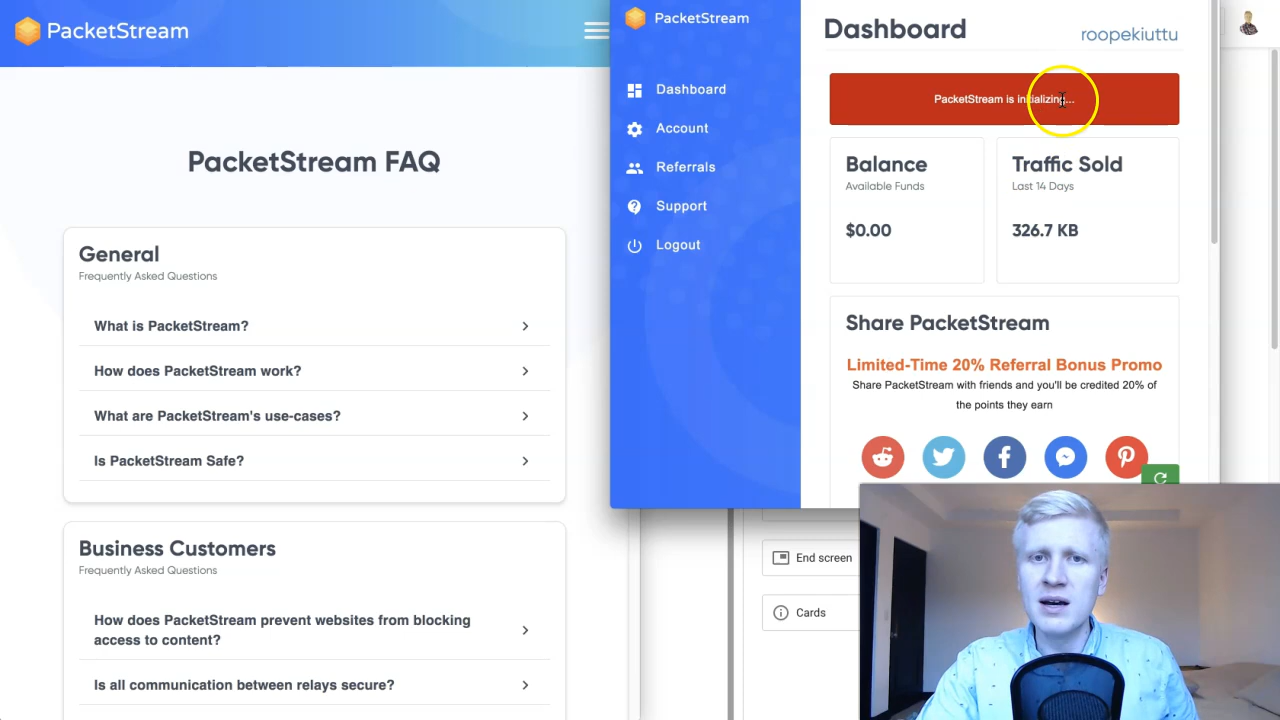 PacketStream
PacketStream FAQ
General
Frequently Asked Questions
What is PacketStream?
How does PacketStream work?
What are PacketStream's use-cases?
Is PacketStream Safe?
Business Customers
Frequently Asked Questions
How does PacketStream prevent websites from blocking
access to content?
Is all communication between relays secure?
PacketStream
Dashboard
Account
Referrals
Support
Logout
Dashboard
roopekiuttu
PacketStream is initializing...
Balance
Available Funds
$0.00
Traffic Sold
Last 14 Days
326.7 KB
Share PacketStream
Limited-Time 20% Referral Bonus Promo
Share PacketStream with friends and you'll be credited 20% of
the points they earn
End screen
Cards